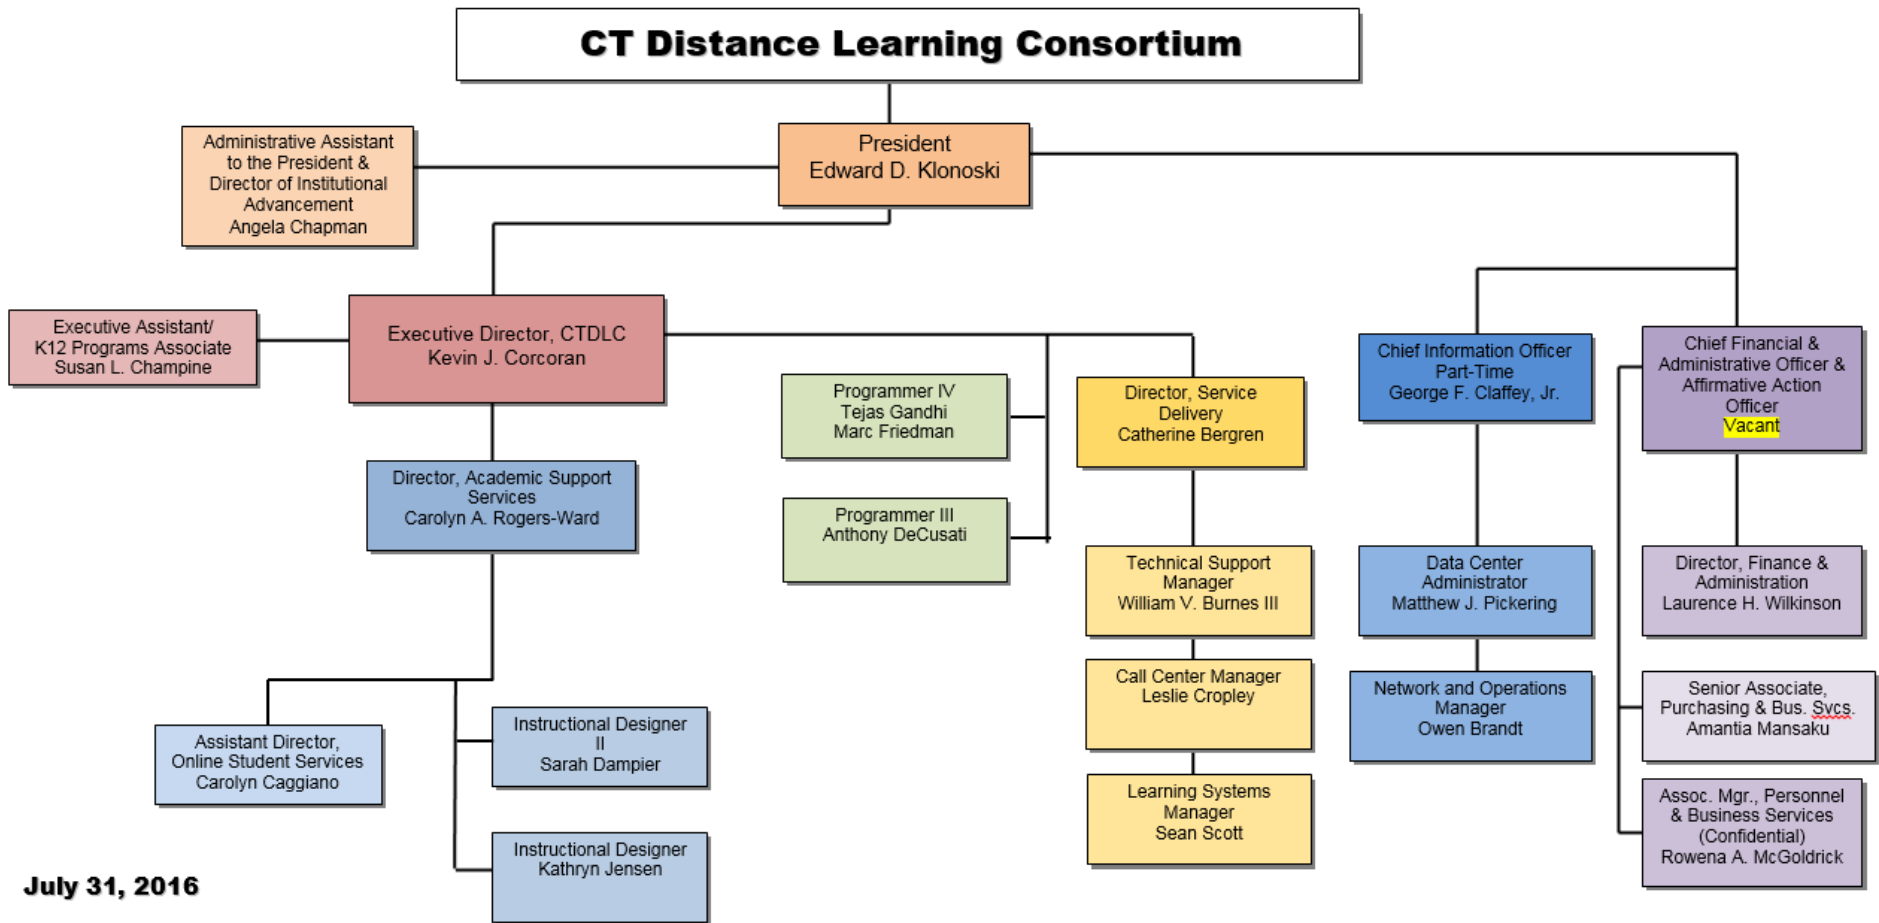 CT Distance Learning Consortium
President
Edward D. Klonoski
Administrative Assistant
to the President &
Director of Institutional
Advancement
Angela Chapman
Executive Assistant/
K12 Programs Associate
Susan L. Champine
Executive Director, CTDLC
Kevin J. Corcoran
Programmer IV
Tejas Gandhi
Marc Friedman
Programmer III
Anthony DeCusati
Director, Service
Delivery
Catherine Bergren
Chief Information Officer
Part-Time
George F. Claffey, Jr.
Chief Financial &
Administrative Officer &
Affirmative Action
Officer
Vacant
Director, Academic Support
Services
Carolyn A. Rogers-Ward
Technical Support
Manager
William V. Burnes III
Data Center
Administrator
Matthew J. Pickering
Director, Finance &
Administration
Laurence H. Wilkinson
Call Center Manager
Leslie Cropley
Network and Operations
Manager
Owen Brandt
Senior Associate,
Purchasing & Bus. Svcs.
Amantia Mansaku
Assistant Director,
Online Student Services
Carolyn Caggiano
Instructional Designer
II
Sarah Dampier
Learning Systems
Manager
Sean Scott
Assoc. Mgr., Personnel
& Business Services
(Confidential)
Rowena A. McGoldrick
Instructional Designer
Kathryn Jensen
July 31, 2016